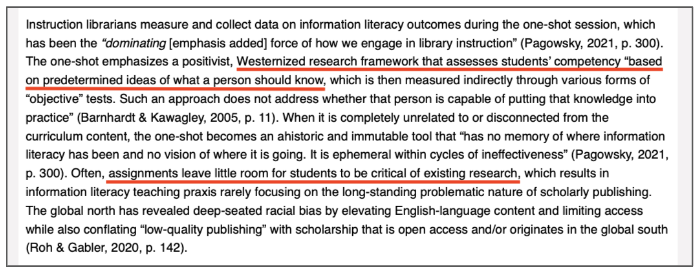 Instruction librarians measure and collect data on information literacy outcomes during the one-shot session, which
has been the “dominating [emphasis added] force of how we engage in library instruction” (Pagowsky, 2021, p. 300).
The one-shot emphasizes a positivist, Westernized research framework that assesses students’ competency “based
on predetermined ideas of what a person should know, which is then measured indirectly through various forms of
“objective” tests. Such an approach does not address whether that person is capable of putting that knowledge into
practice” (Barnhardt & Kawagley, 2005, p. 11). When it is completely unrelated to or disconnected from the
curriculum content, the one-shot becomes an ahistoric and immutable tool that “has no memory of where information
literacy has been and no vision of where it is going. It is ephemeral within cycles of ineffectiveness” (Pagowsky, 2021,
p. 300). Often, assignments leave little room for students to be critical of existing research, which results in
information literacy teaching praxis rarely focusing on the long-standing problematic nature of scholarly publishing.
The global north has revealed deep-seated racial bias by elevating English-language content and limiting access
while also conflating “low-quality publishing” with scholarship that is open access and/or originates in the global south
(Roh & Gabler, 2020, p. 142).